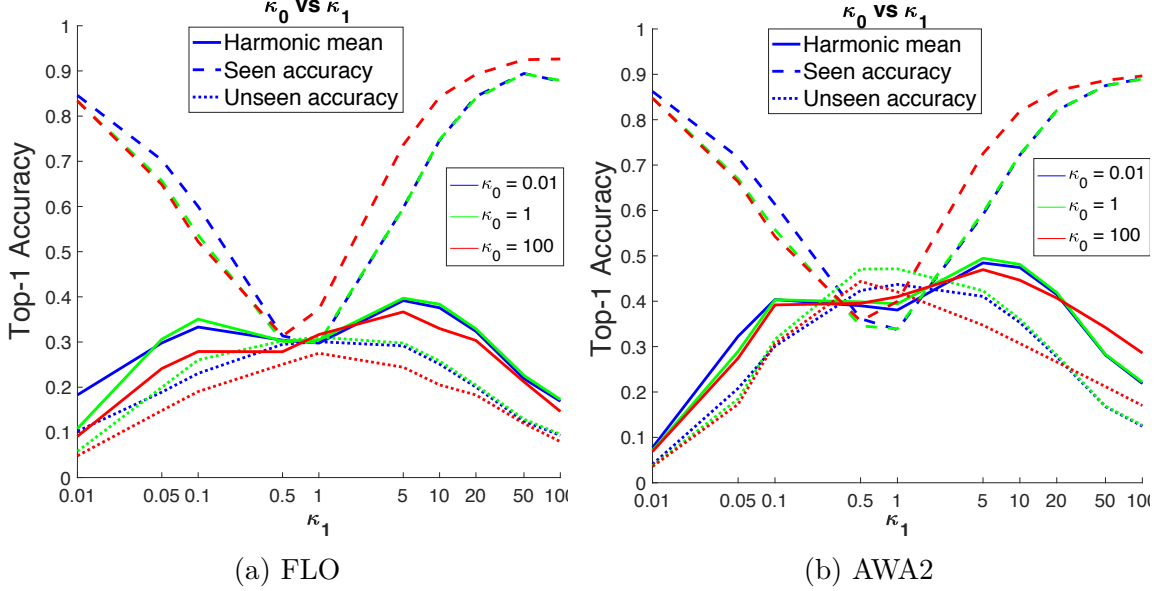 κ0 vs κ1
Harmonic mean
Seen accuracy
Unseen accuracy
κ0 = 0.01
κ0 = 1
κ0 = 100
Top-1 Accuracy
1
0.9
0.8
0.7
0.6
0.5
0.4
0.3
0.2
0.1
0
0.01 0.05 0.1 0.5 1 5 10 20 50 100
κ1
(a) FLO
κ0 vs κ1
Harmonic mean
Seen accuracy
Unseen accuracy
κ0 = 0.01
κ0 = 1
κ0 = 100
Top-1 Accuracy
1
0.9
0.8
0.7
0.6
0.5
0.4
0.3
0.2
0.1
0
0.01 0.05 0.1 0.5 1 5 10 20 50 100
κ1
(b) AWA2